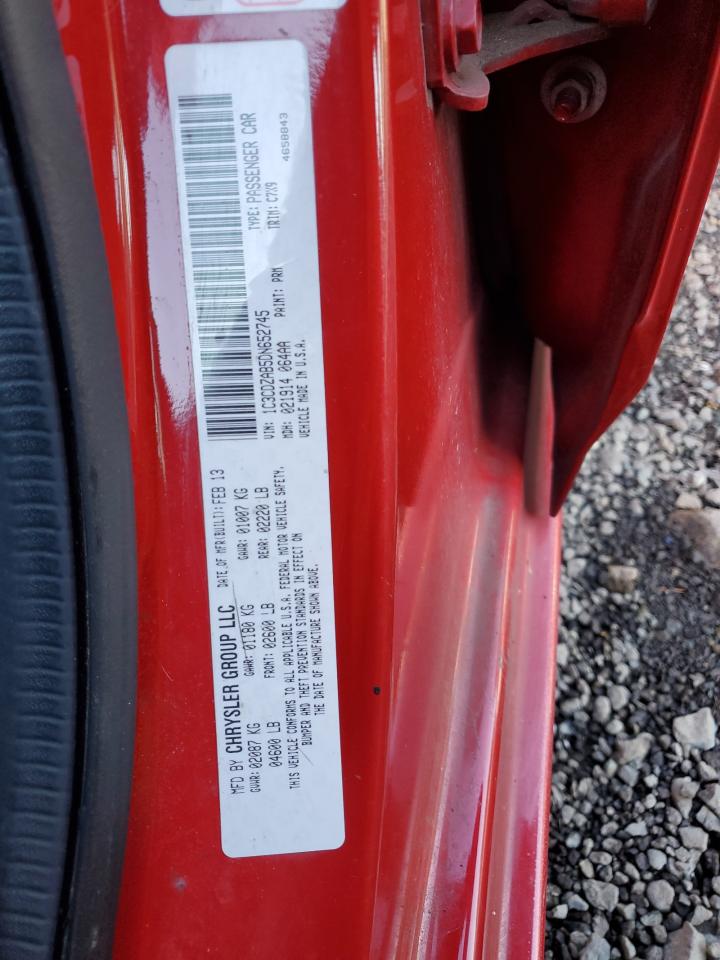 MFD BY CHRYSLER GROUP LLC DATE OF MFR(BUILT): FEB 13
GVWR: 02087 KG GAWR: 01180 KG GAWR: 01007 KG
04600 LB FRONT: 02600 LB REAR: 02220 LB
THIS VEHICLE CONFORMS TO ALL APPLICABLE U.S.A. FEDERAL MOTOR VEHICLE SAFETY,
BUMPER AND THEFT PREVENTION STANDARDS IN EFFECT ON
THE DATE OF MANUFACTURE SHOWN ABOVE.
VIN: 1C3CDZAB5DN652745 TYPE: PASSENGER CAR
MDH: 021914 064AA PAINT: PRM TRIM: C7X9
VEHICLE MADE IN U.S.A. 4658843